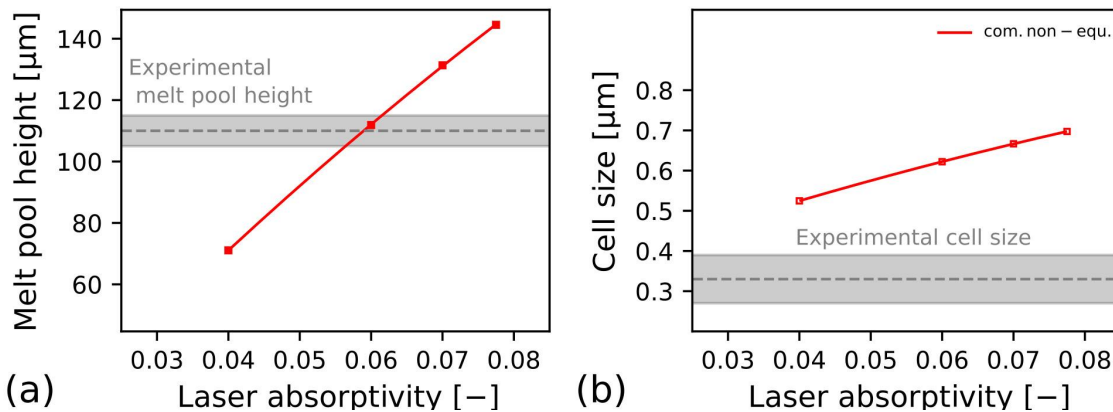 Melt pool height [µm]
140
120
100
80
60
Experimental
melt pool height
0.03 0.04 0.05 0.06 0.07 0.08
Laser absorptivity [−]
(a)
Cell size [µm]
0.8
0.7
0.6
0.5
0.4
0.3
com. non − equ.
Experimental cell size
0.03 0.04 0.05 0.06 0.07 0.08
Laser absorptivity [−]
(b)